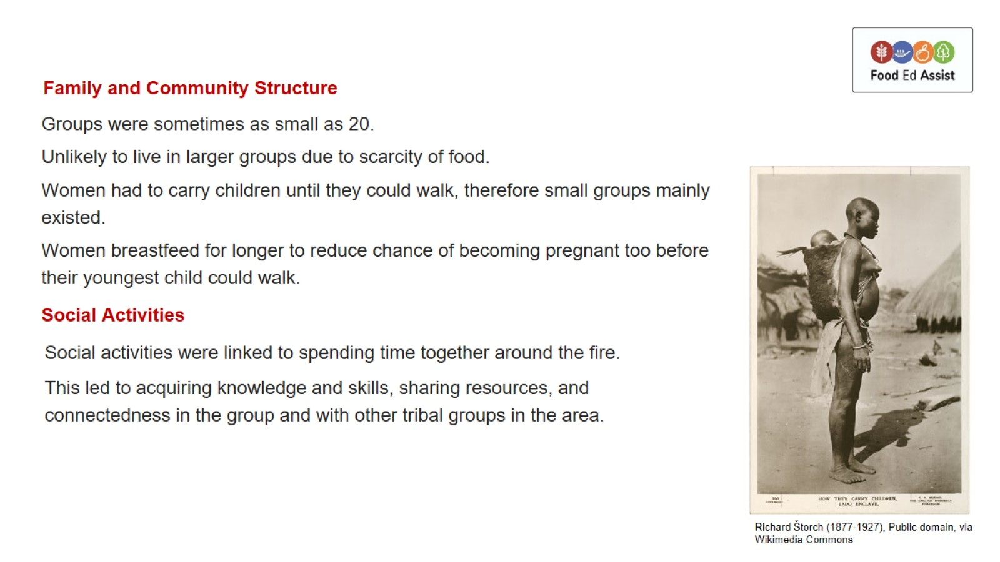 Food Ed Assist
Family and Community Structure
Groups were sometimes as small as 20.
Unlikely to live in larger groups due to scarcity of food.
Women had to carry children until they could walk, therefore small groups mainly
existed.
Women breastfeed for longer to reduce chance of becoming pregnant too before
their youngest child could walk.
Social Activities
Social activities were linked to spending time together around the fire.
This led to acquiring knowledge and skills, sharing resources, and
connectedness in the group and with other tribal groups in the area.
HOW THEY CARRY CHILDREN,
LADO ENCLAVE.
COPYRIGHT
THE ENGLISH PHARMACY
KHARTOUM
Richard Štorch (1877-1927), Public domain, via
Wikimedia Commons